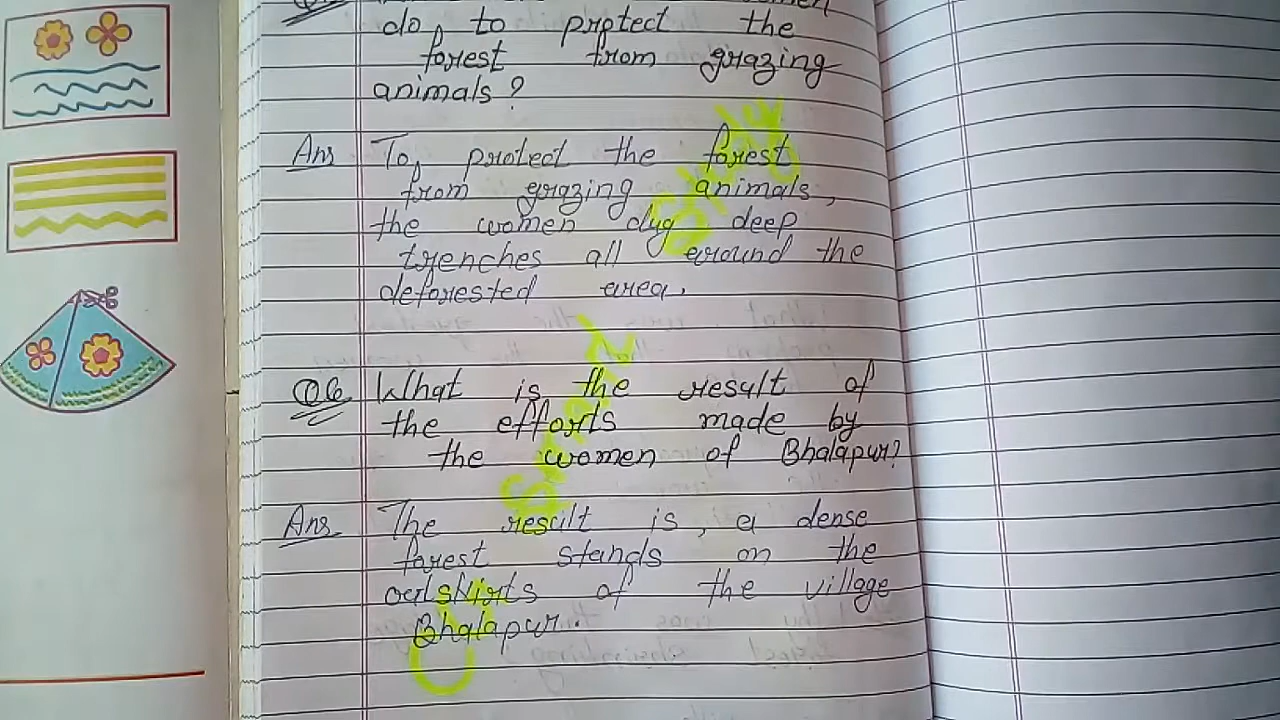 do, to protect the
forest from grazing
animals?
Ans To, protect the forest
from grazing animals,
the women dug deep
trenches all around the
deforested area.
Q6 What is the result of
the efforts made by
the women of Bhalapur?
Ans The result is, a dense
forest stands on the
outskirts of the village
Bhalapur.